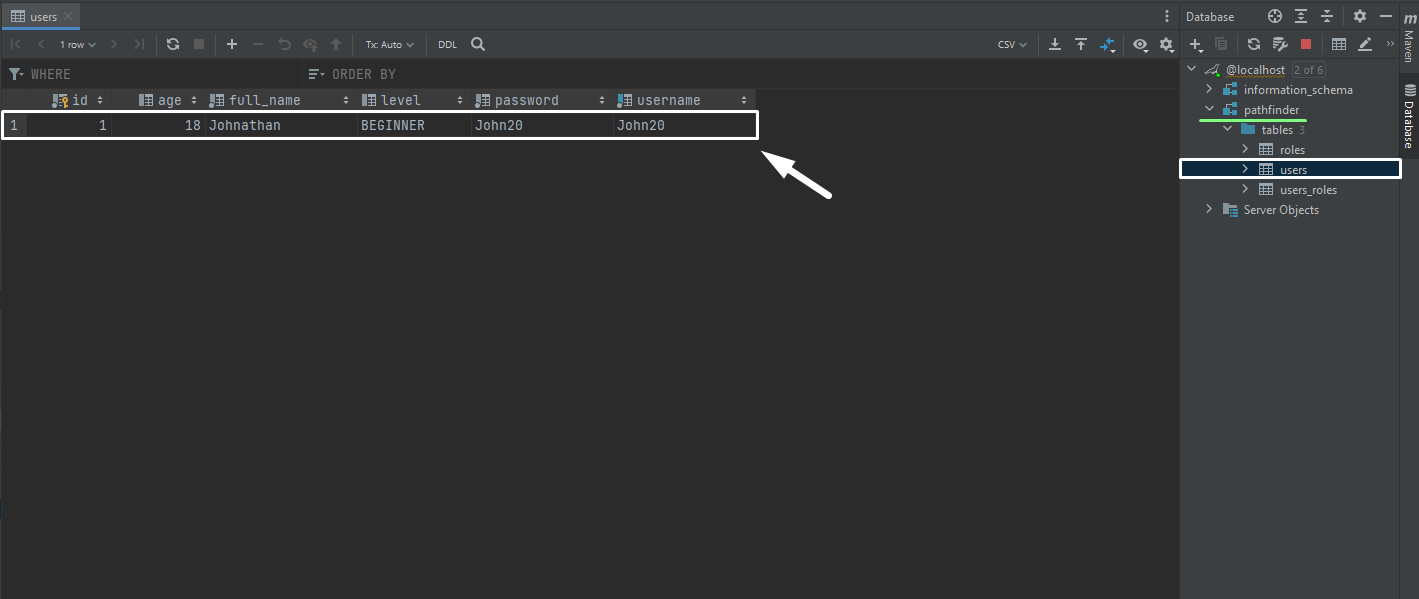 users
1 row
Tx: Auto
DDL
CSV
WHERE
ORDER BY
id age full_name level password username
1 1 18 Johnathan BEGINNER John20 John20
Database
@localhost 2 of 6
information_schema
pathfinder
tables 3
roles
users
users_roles
Server Objects
m
Maven
Database